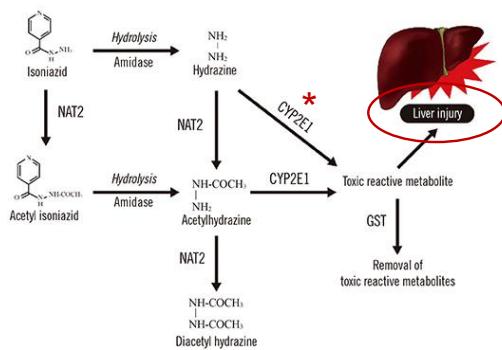 N
O
N
H
NH₂
Isoniazid
Hydrolysis
Amidase
NH₂
NH₂
Hydrazine
*
CYP2E1
Liver injury
NAT2
NAT2
N
O
N
H
NH-COCH₃
Acetyl isoniazid
Hydrolysis
Amidase
NH-COCH₃
NH₂
Acetylhydrazine
CYP2E1
Toxic reactive metabolite
GST
NAT2
Removal of
toxic reactive metabolites
NH-COCH₃
NH-COCH₃
Diacetyl hydrazine